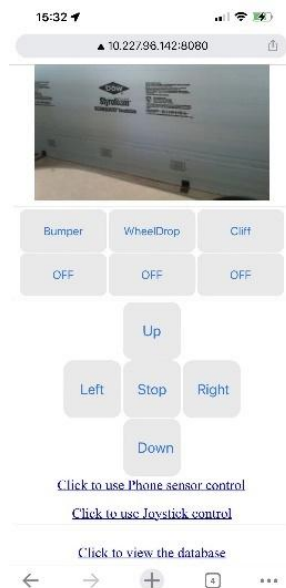 15:32
10.227.96.142:8080
DOW
Styrofoam
Bumper WheelDrop Cliff
OFF OFF OFF
Up
Left Stop Right
Down
Click to use Phone sensor control
Click to use Joystick control
Click to view the database
4